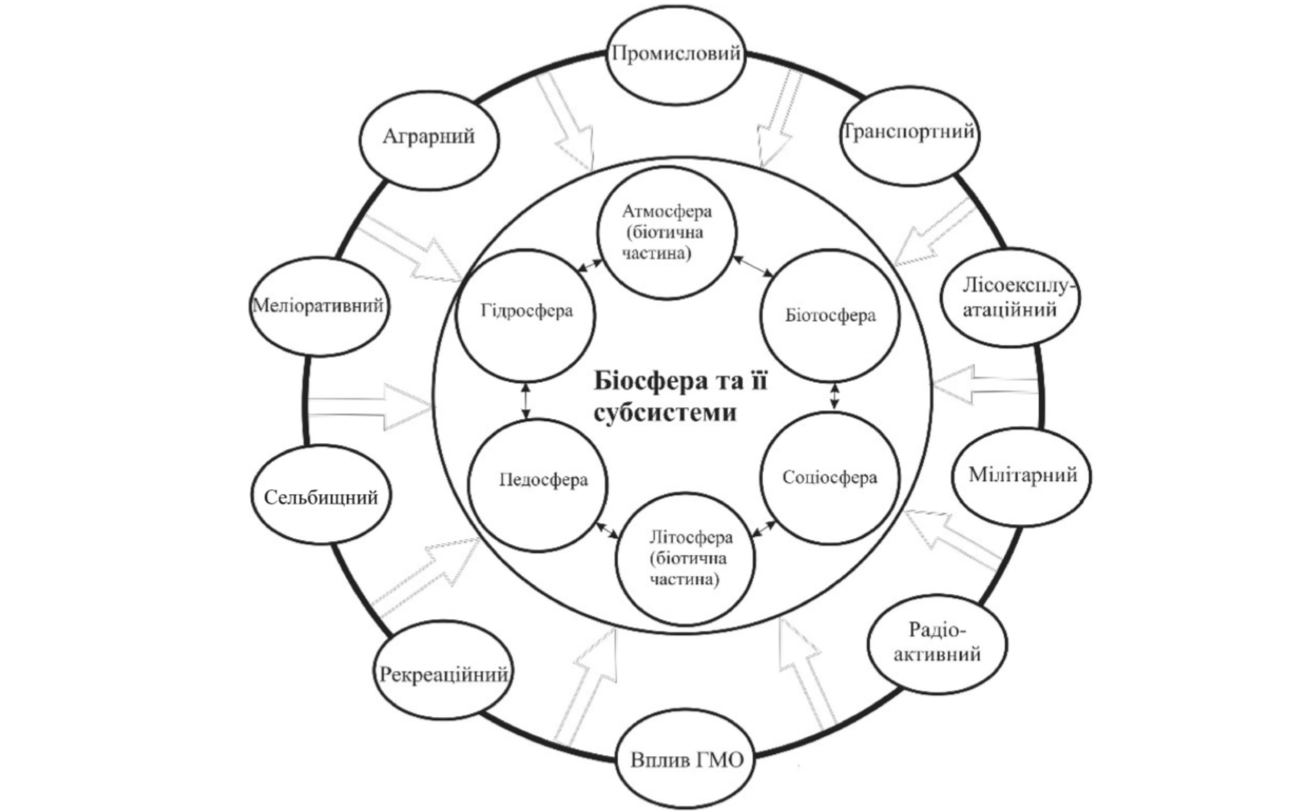 Промисловий
Аграрний
Транспортний
Меліоративний
Лісоексплу-
атаційний
Сельбищний
Мілітарний
Рекреаційний
Радіо-
активний
Вплив ГМО
Атмосфера
(біотична
частина)
Гідросфера
Біотосфера
Біосфера та її
субсистеми
Педосфера
Соціосфера
Літосфера
(біотична
частина)